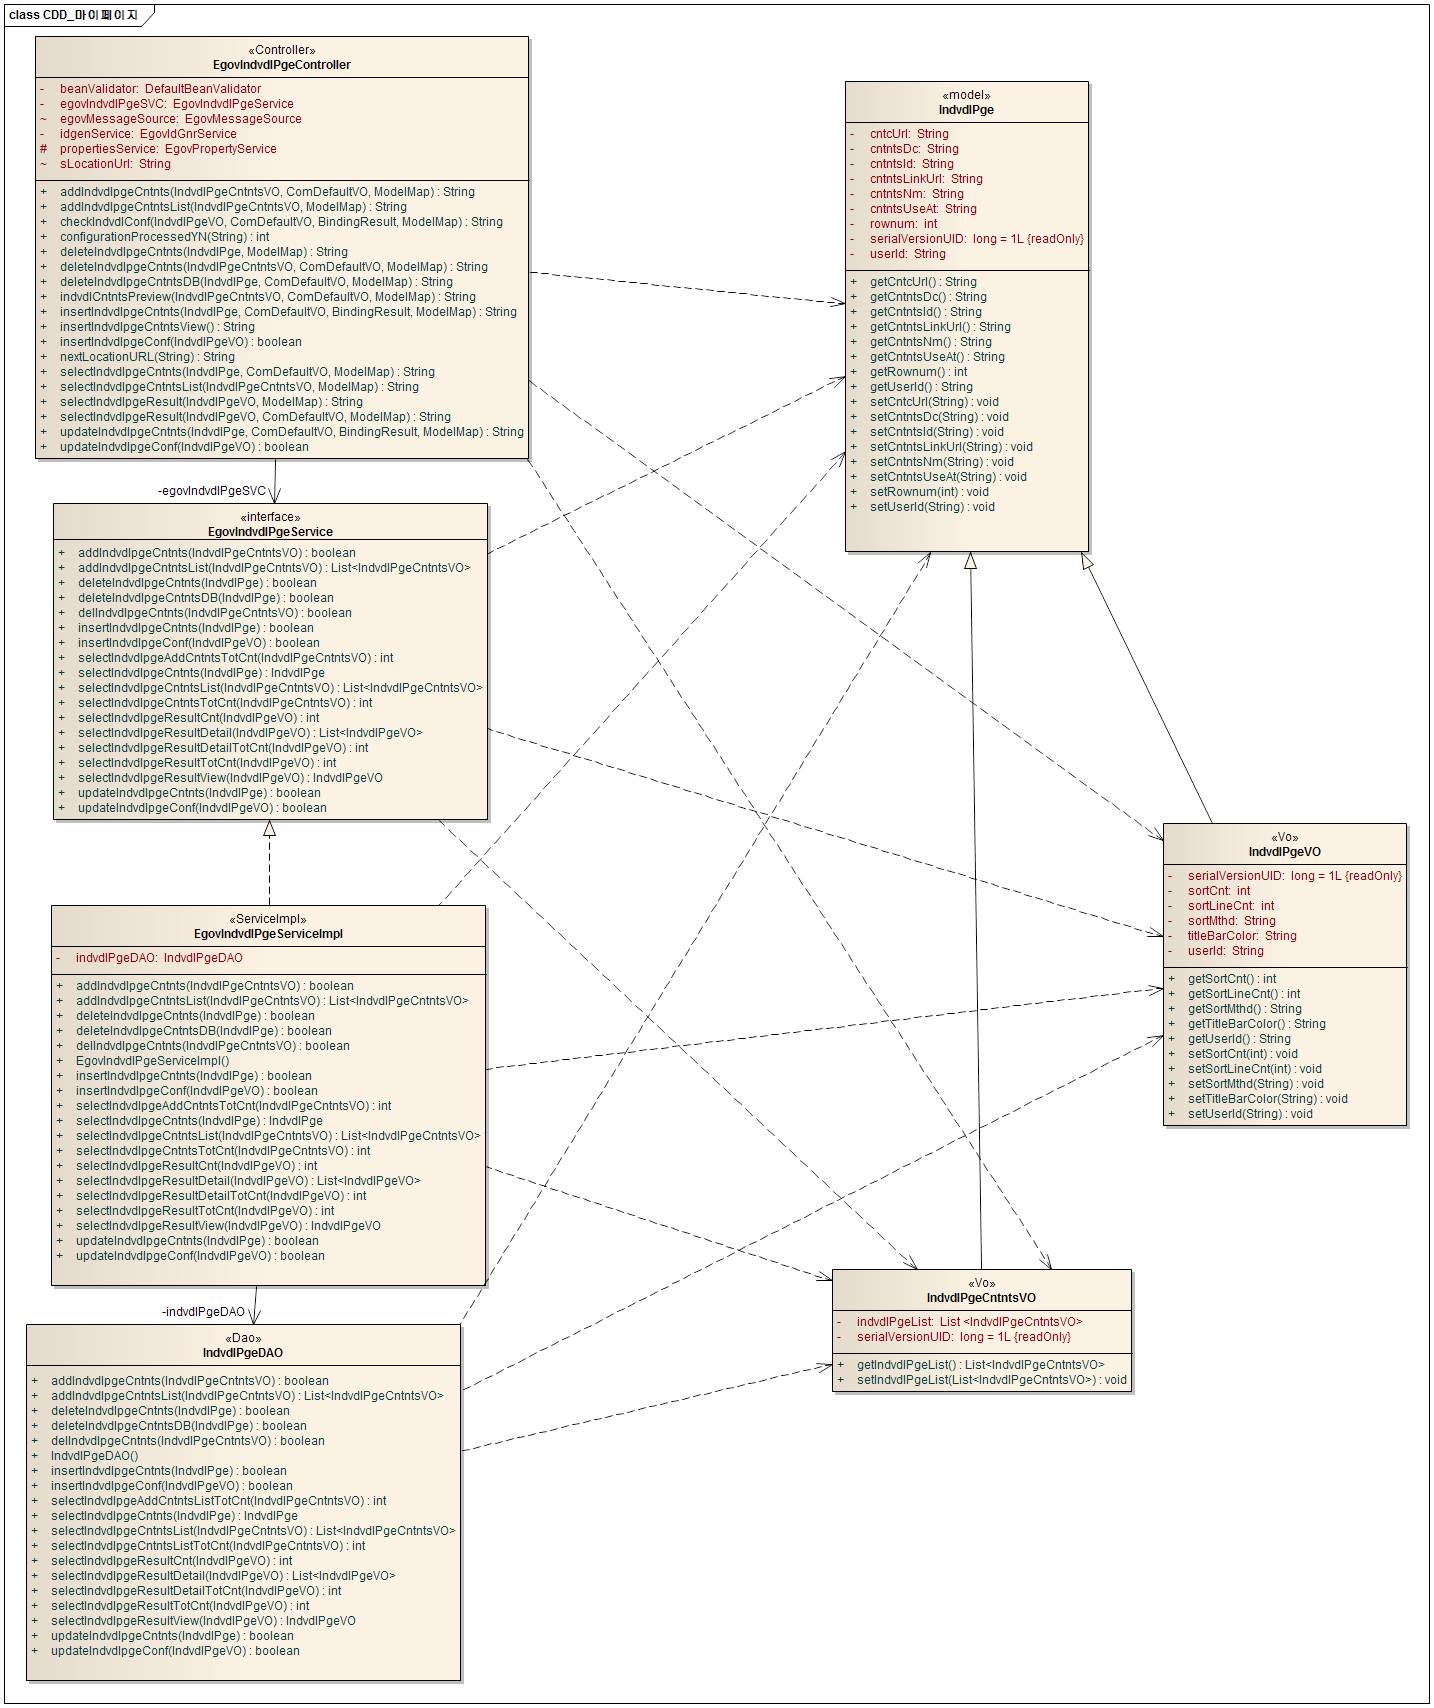 class CDD_마이페이지
«Controller»
EgovIndvdlPgeController
- beanValidator: DefaultBeanValidator
- egovIndvdlPgeSVC: EgovIndvdlPgeService
~ egovMessageSource: EgovMessageSource
- idgenService: EgovIdGnrService
# propertiesService: EgovPropertyService
~ sLocationUrl: String
+ addIndvdlpgeCntnts(IndvdlPgeCntntsVO, ComDefaultVO, ModelMap) : String
+ addIndvdlpgeCntntsList(IndvdlPgeCntntsVO, ModelMap) : String
+ checkIndvdlConf(IndvdlPgeVO, ComDefaultVO, BindingResult, ModelMap) : String
+ configurationProcessedYN(String) : int
+ deleteIndvdlpgeCntnts(IndvdlPge, ModelMap) : String
+ deleteIndvdlpgeCntnts(IndvdlPgeCntntsVO, ComDefaultVO, ModelMap) : String
+ deleteIndvdlpgeCntntsDB(IndvdlPge, ComDefaultVO, ModelMap) : String
+ indvdlCntntsPreview(IndvdlPgeCntntsVO, ComDefaultVO, ModelMap) : String
+ insertIndvdlpgeCntnts(IndvdlPge, ComDefaultVO, BindingResult, ModelMap) : String
+ insertIndvdlpgeCntntsView() : String
+ insertIndvdlpgeConf(IndvdlPgeVO) : boolean
+ nextLocationURL(String) : String
+ selectIndvdlpgeCntnts(IndvdlPge, ComDefaultVO, ModelMap) : String
+ selectIndvdlpgeCntntsList(IndvdlPgeCntntsVO, ModelMap) : String
+ selectIndvdlpgeResult(IndvdlPgeVO, ModelMap) : String
+ selectIndvdlpgeResult(IndvdlPgeVO, ComDefaultVO, ModelMap) : String
+ updateIndvdlpgeCntnts(IndvdlPge, ComDefaultVO, BindingResult, ModelMap) : String
+ updateIndvdlpgeConf(IndvdlPgeVO) : boolean
-egovIndvdlPgeSVC
«interface»
EgovIndvdlPgeService
+ addIndvdlpgeCntnts(IndvdlPgeCntntsVO) : boolean
+ addIndvdlpgeCntntsList(IndvdlPgeCntntsVO) : List<IndvdlPgeCntntsVO>
+ deleteIndvdlpgeCntnts(IndvdlPge) : boolean
+ deleteIndvdlpgeCntntsDB(IndvdlPge) : boolean
+ delIndvdlpgeCntnts(IndvdlPgeCntntsVO) : boolean
+ insertIndvdlpgeCntnts(IndvdlPge) : boolean
+ insertIndvdlpgeConf(IndvdlPgeVO) : boolean
+ selectIndvdlpgeAddCntntsTotCnt(IndvdlPgeCntntsVO) : int
+ selectIndvdlpgeCntnts(IndvdlPge) : IndvdlPge
+ selectIndvdlpgeCntntsList(IndvdlPgeCntntsVO) : List<IndvdlPgeCntntsVO>
+ selectIndvdlpgeCntntsTotCnt(IndvdlPgeCntntsVO) : int
+ selectIndvdlpgeResultCnt(IndvdlPgeVO) : int
+ selectIndvdlpgeResultDetail(IndvdlPgeVO) : List<IndvdlPgeVO>
+ selectIndvdlpgeResultDetailTotCnt(IndvdlPgeVO) : int
+ selectIndvdlpgeResultTotCnt(IndvdlPgeVO) : int
+ selectIndvdlpgeResultView(IndvdlPgeVO) : IndvdlPgeVO
+ updateIndvdlpgeCntnts(IndvdlPge) : boolean
+ updateIndvdlpgeConf(IndvdlPgeVO) : boolean
«ServiceImpl»
EgovIndvdlPgeServiceImpl
- indvdlPgeDAO: IndvdlPgeDAO
+ addIndvdlpgeCntnts(IndvdlPgeCntntsVO) : boolean
+ addIndvdlpgeCntntsList(IndvdlPgeCntntsVO) : List<IndvdlPgeCntntsVO>
+ deleteIndvdlpgeCntnts(IndvdlPge) : boolean
+ deleteIndvdlpgeCntntsDB(IndvdlPge) : boolean
+ delIndvdlpgeCntnts(IndvdlPgeCntntsVO) : boolean
+ EgovIndvdlPgeServiceImpl()
+ insertIndvdlpgeCntnts(IndvdlPge) : boolean
+ insertIndvdlpgeConf(IndvdlPgeVO) : boolean
+ selectIndvdlpgeAddCntntsTotCnt(IndvdlPgeCntntsVO) : int
+ selectIndvdlpgeCntnts(IndvdlPge) : IndvdlPge
+ selectIndvdlpgeCntntsList(IndvdlPgeCntntsVO) : List<IndvdlPgeCntntsVO>
+ selectIndvdlpgeCntntsTotCnt(IndvdlPgeCntntsVO) : int
+ selectIndvdlpgeResultCnt(IndvdlPgeVO) : int
+ selectIndvdlpgeResultDetail(IndvdlPgeVO) : List<IndvdlPgeVO>
+ selectIndvdlpgeResultDetailTotCnt(IndvdlPgeVO) : int
+ selectIndvdlpgeResultTotCnt(IndvdlPgeVO) : int
+ selectIndvdlpgeResultView(IndvdlPgeVO) : IndvdlPgeVO
+ updateIndvdlpgeCntnts(IndvdlPge) : boolean
+ updateIndvdlpgeConf(IndvdlPgeVO) : boolean
-indvdlPgeDAO
«Dao»
IndvdlPgeDAO
+ addIndvdlpgeCntnts(IndvdlPgeCntntsVO) : boolean
+ addIndvdlpgeCntntsList(IndvdlPgeCntntsVO) : List<IndvdlPgeCntntsVO>
+ deleteIndvdlpgeCntnts(IndvdlPge) : boolean
+ deleteIndvdlpgeCntntsDB(IndvdlPge) : boolean
+ delIndvdlpgeCntnts(IndvdlPgeCntntsVO) : boolean
+ IndvdlPgeDAO()
+ insertIndvdlpgeCntnts(IndvdlPge) : boolean
+ insertIndvdlpgeConf(IndvdlPgeVO) : boolean
+ selectIndvdlpgeAddCntntsListTotCnt(IndvdlPgeCntntsVO) : int
+ selectIndvdlpgeCntnts(IndvdlPge) : IndvdlPge
+ selectIndvdlpgeCntntsList(IndvdlPgeCntntsVO) : List<IndvdlPgeCntntsVO>
+ selectIndvdlpgeCntntsListTotCnt(IndvdlPgeCntntsVO) : int
+ selectIndvdlpgeResultCnt(IndvdlPgeVO) : int
+ selectIndvdlpgeResultDetail(IndvdlPgeVO) : List<IndvdlPgeVO>
+ selectIndvdlpgeResultDetailTotCnt(IndvdlPgeVO) : int
+ selectIndvdlpgeResultTotCnt(IndvdlPgeVO) : int
+ selectIndvdlpgeResultView(IndvdlPgeVO) : IndvdlPgeVO
+ updateIndvdlpgeCntnts(IndvdlPge) : boolean
+ updateIndvdlpgeConf(IndvdlPgeVO) : boolean
«model»
IndvdlPge
- cntcUrl: String
- cntntsDc: String
- cntntsId: String
- cntntsLinkUrl: String
- cntntsNm: String
- cntntsUseAt: String
- rownum: int
- serialVersionUID: long = 1L {readOnly}
- userId: String
+ getCntcUrl() : String
+ getCntntsDc() : String
+ getCntntsId() : String
+ getCntntsLinkUrl() : String
+ getCntntsNm() : String
+ getCntntsUseAt() : String
+ getRownum() : int
+ getUserId() : String
+ setCntcUrl(String) : void
+ setCntntsDc(String) : void
+ setCntntsId(String) : void
+ setCntntsLinkUrl(String) : void
+ setCntntsNm(String) : void
+ setCntntsUseAt(String) : void
+ setRownum(int) : void
+ setUserId(String) : void
«Vo»
IndvdlPgeVO
- serialVersionUID: long = 1L {readOnly}
- sortCnt: int
- sortLineCnt: int
- sortMthd: String
- titleBarColor: String
- userId: String
+ getSortCnt() : int
+ getSortLineCnt() : int
+ getSortMthd() : String
+ getTitleBarColor() : String
+ getUserId() : String
+ setSortCnt(int) : void
+ setSortLineCnt(int) : void
+ setSortMthd(String) : void
+ setTitleBarColor(String) : void
+ setUserId(String) : void
«Vo»
IndvdlPgeCntntsVO
- indvdlPgeList: List <IndvdlPgeCntntsVO>
- serialVersionUID: long = 1L {readOnly}
+ getIndvdlPgeList() : List<IndvdlPgeCntntsVO>
+ setIndvdlPgeList(List<IndvdlPgeCntntsVO>) : void